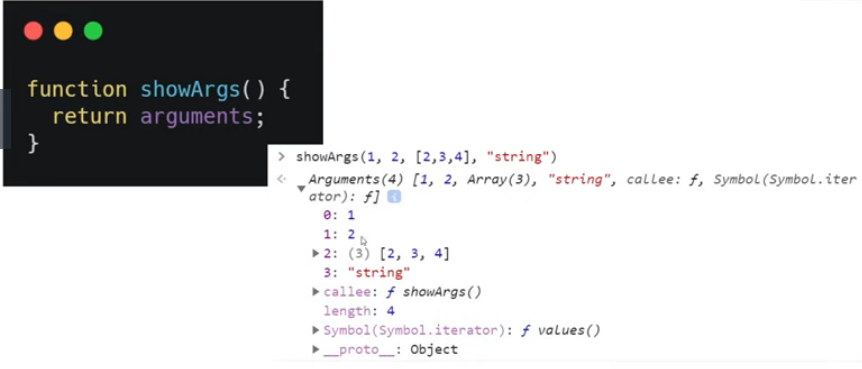 function showArgs() {
return arguments;
}
> showArgs(1, 2, [2,3,4], "string")
Arguments(4) [1, 2, Array(3), "string", callee: ƒ, Symbol(Symbol.iter
ator): ƒ] i
0: 1
1: 2
2: (3) [2, 3, 4]
3: "string"
callee: ƒ showArgs()
length: 4
Symbol(Symbol.iterator): ƒ values()
__proto__: Object